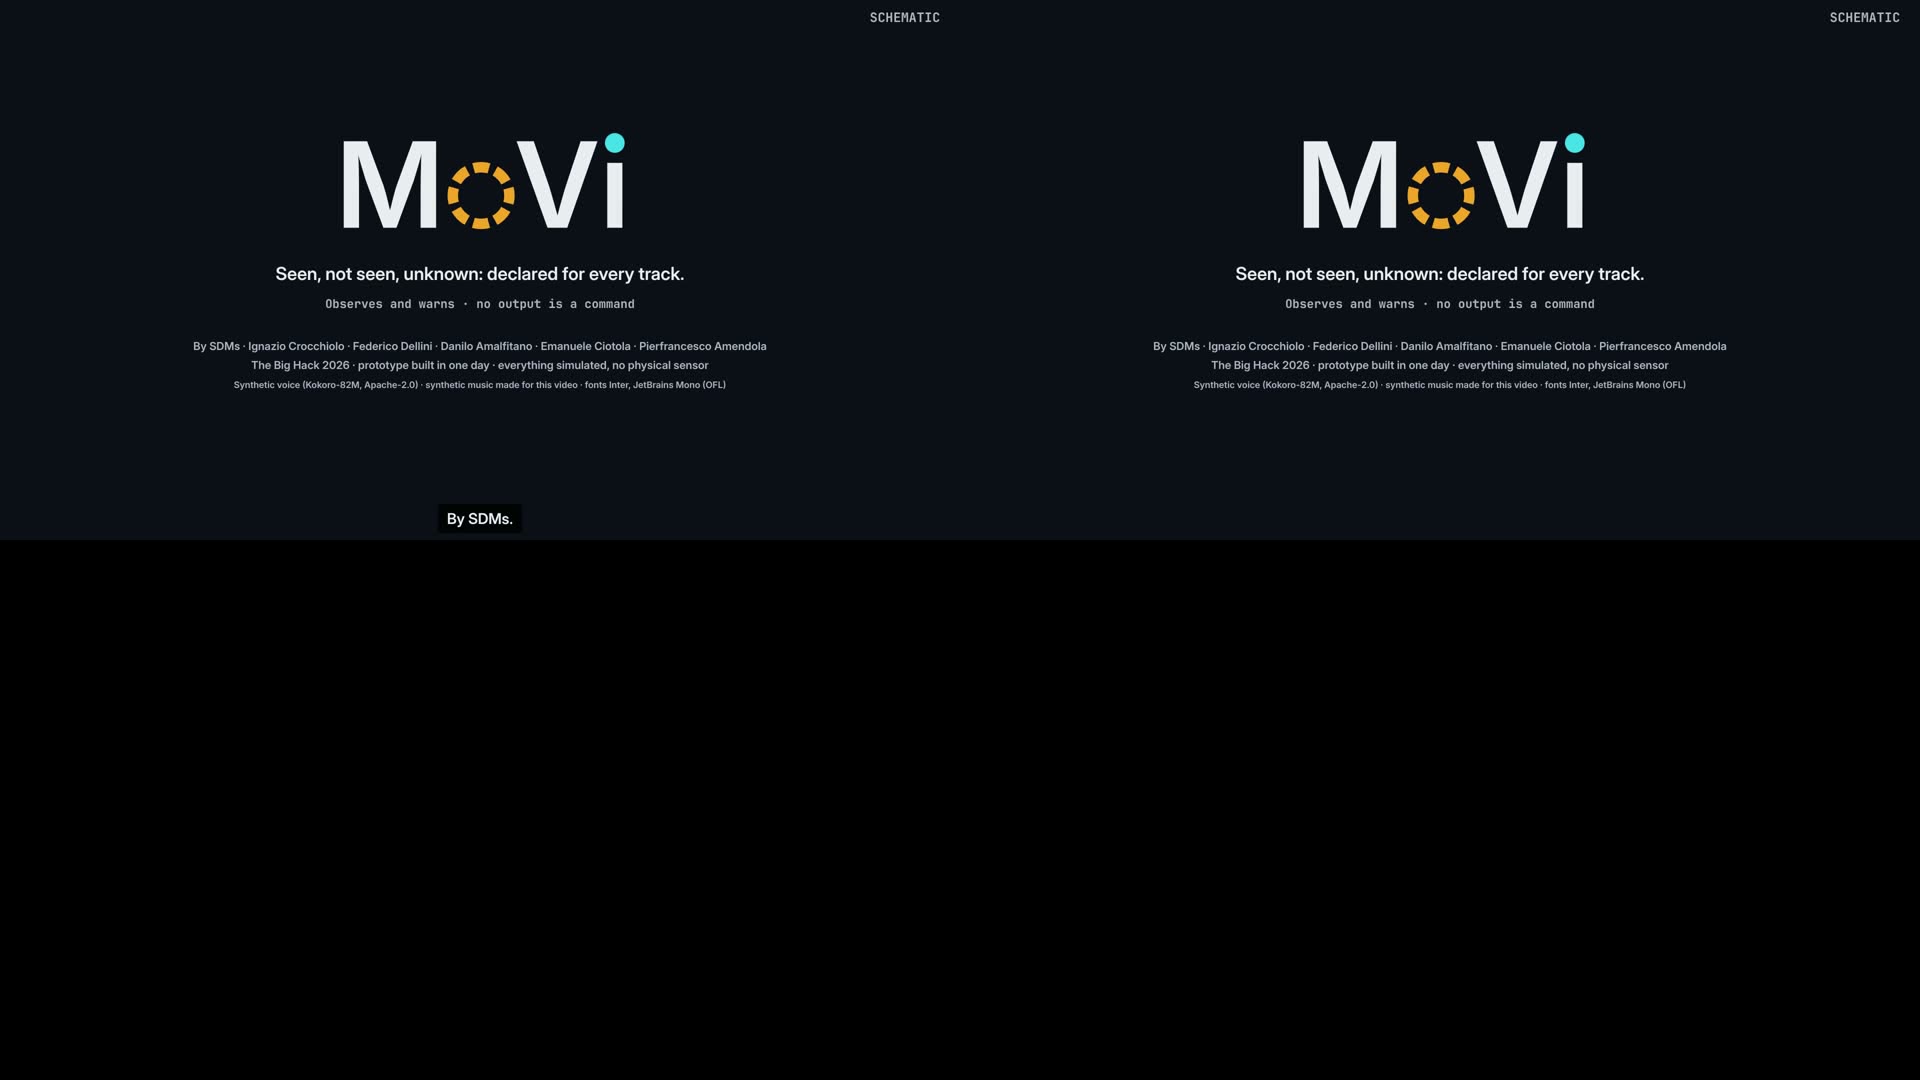 SCHEMATIC
MoVi
Seen, not seen, unknown: declared for every track.
Observes and warns · no output is a command
By SDMs · Ignazio Crocchiolo · Federico Dellini · Danilo Amalfitano · Emanuele Ciotola · Pierfrancesco Amendola
The Big Hack 2026 · prototype built in one day · everything simulated, no physical sensor
Synthetic voice (Kokoro-82M, Apache-2.0) · synthetic music made for this video · fonts Inter, JetBrains Mono (OFL)
By SDMs.
SCHEMATIC
MoVi
Seen, not seen, unknown: declared for every track.
Observes and warns · no output is a command
By SDMs · Ignazio Crocchiolo · Federico Dellini · Danilo Amalfitano · Emanuele Ciotola · Pierfrancesco Amendola
The Big Hack 2026 · prototype built in one day · everything simulated, no physical sensor
Synthetic voice (Kokoro-82M, Apache-2.0) · synthetic music made for this video · fonts Inter, JetBrains Mono (OFL)